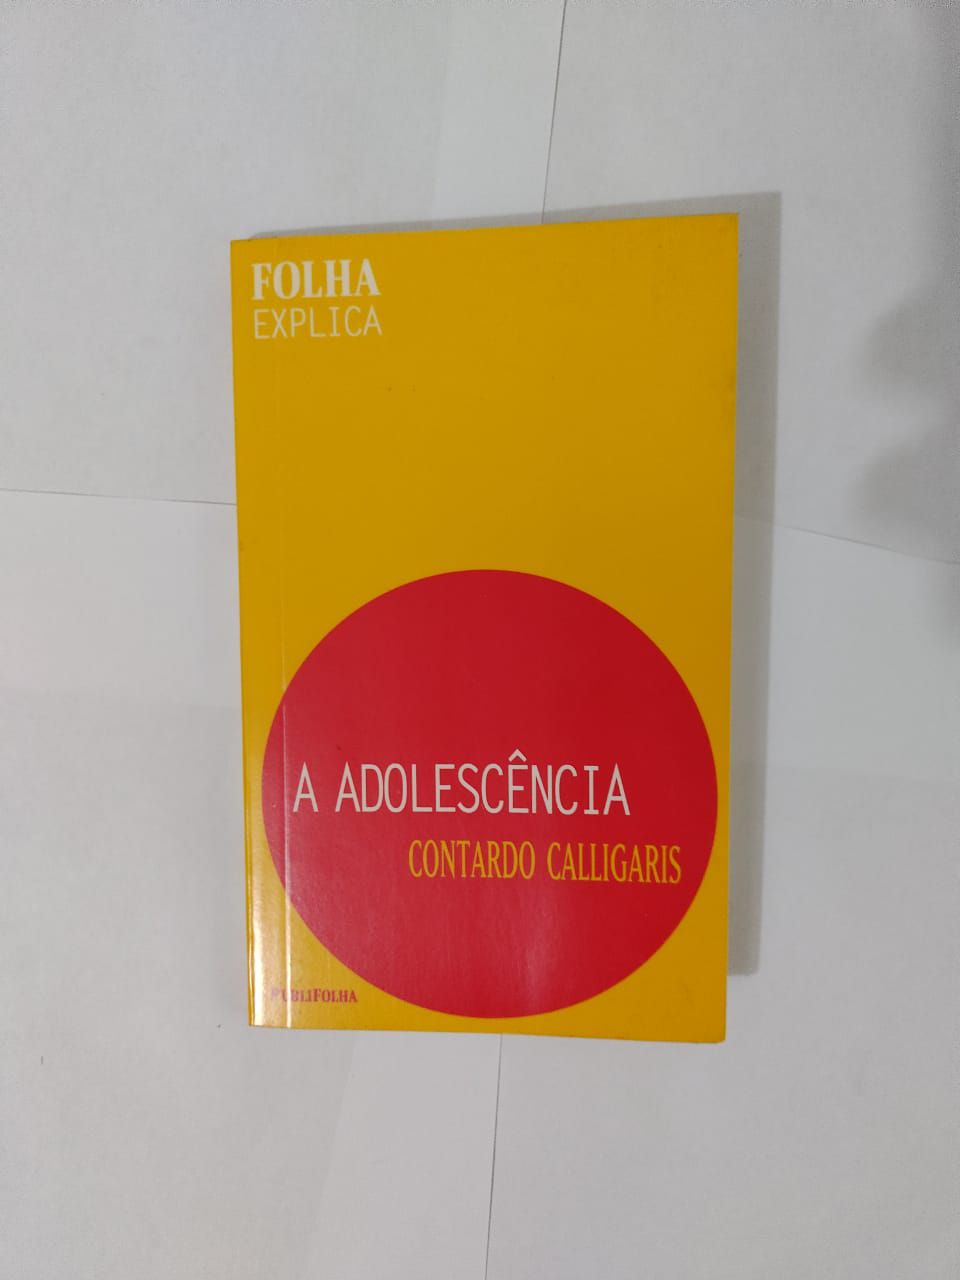 FOLHA
EXPLICA
A ADOLESCÊNCIA
CONTARDO CALLIGARIS
PUBLIFOLHA